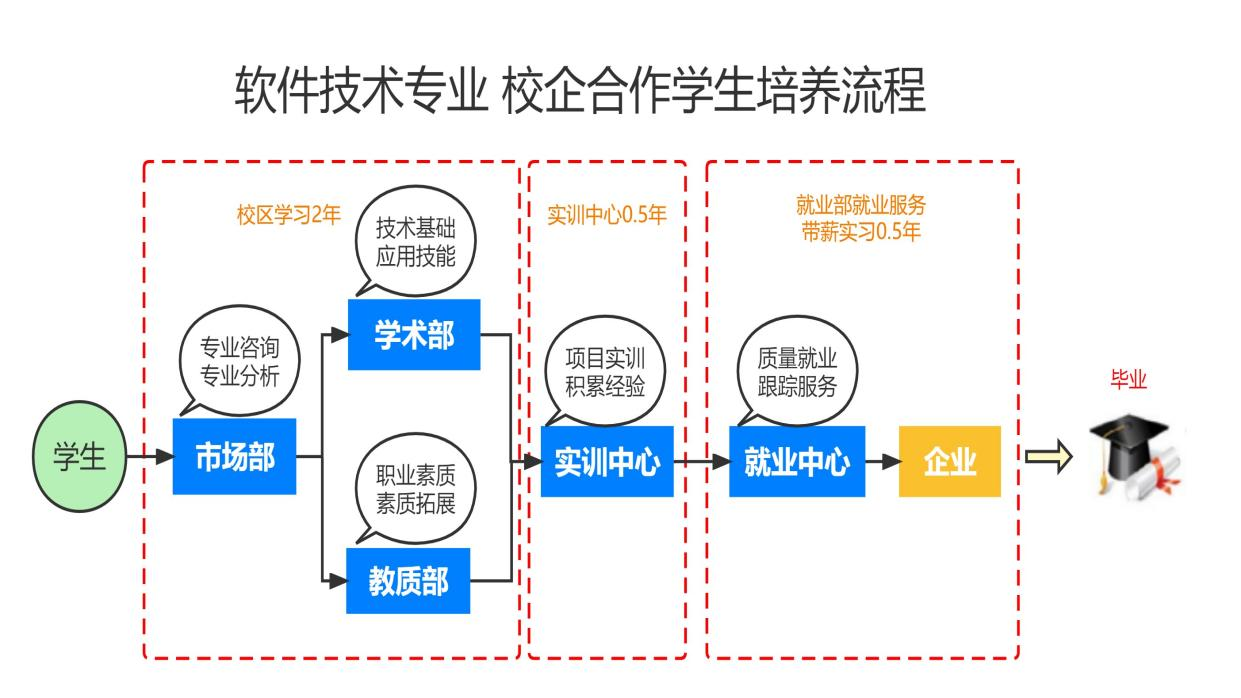 软件技术专业 校企合作学生培养流程
校区学习2年
技术基础
应用技能
学术部
专业咨询
专业分析
市场部
学生
职业素质
素质拓展
教质部
实训中心0.5年
项目实训
积累经验
实训中心
就业部就业服务
带薪实习0.5年
质量就业
跟踪服务
就业中心
企业
毕业